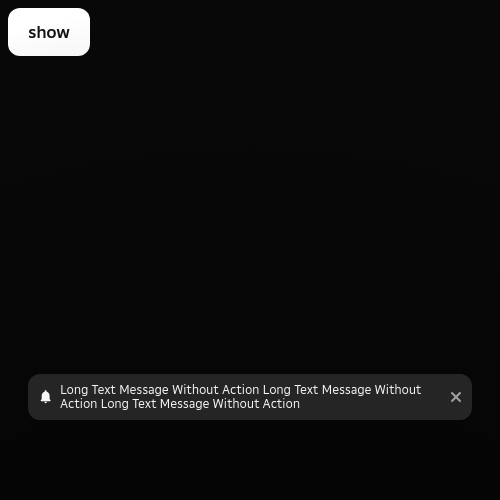 show
Long Text Message Without Action Long Text Message Without
Action Long Text Message Without Action